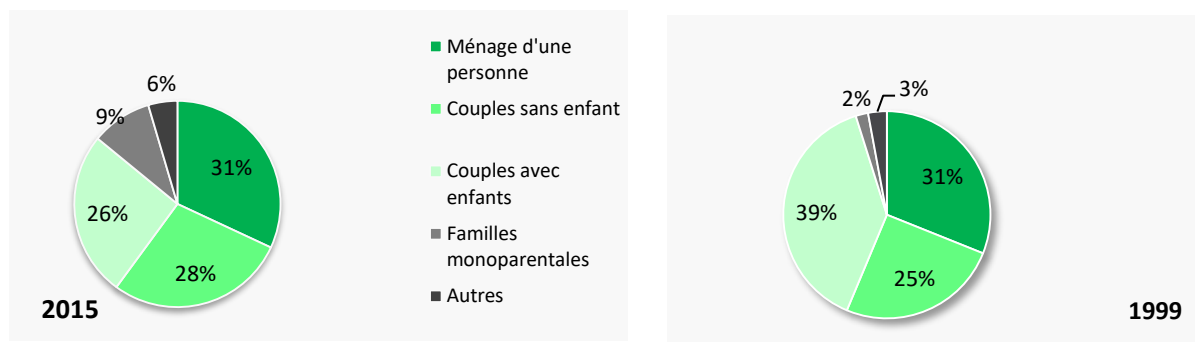 6%
9%
31%
26%
28%
2015
Ménage d'une
personne
Couples sans enfant
Couples avec
enfants
Familles
monoparentales
Autres
2%
3%
31%
39%
25%
1999